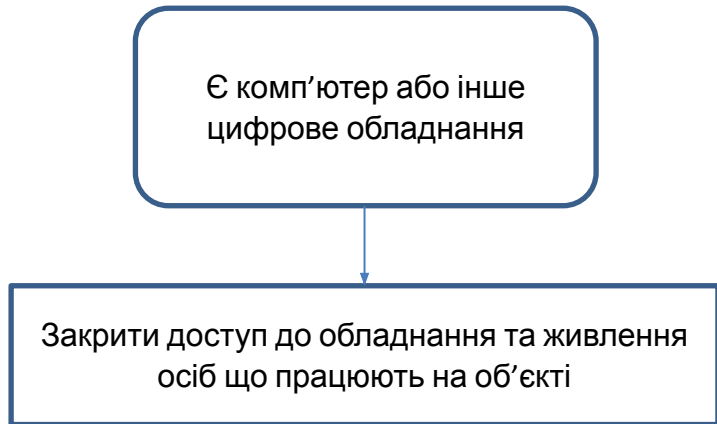 Є комп’ютер або інше
цифрове обладнання
Закрити доступ до обладнання та живлення
осіб що працюють на об’єкті